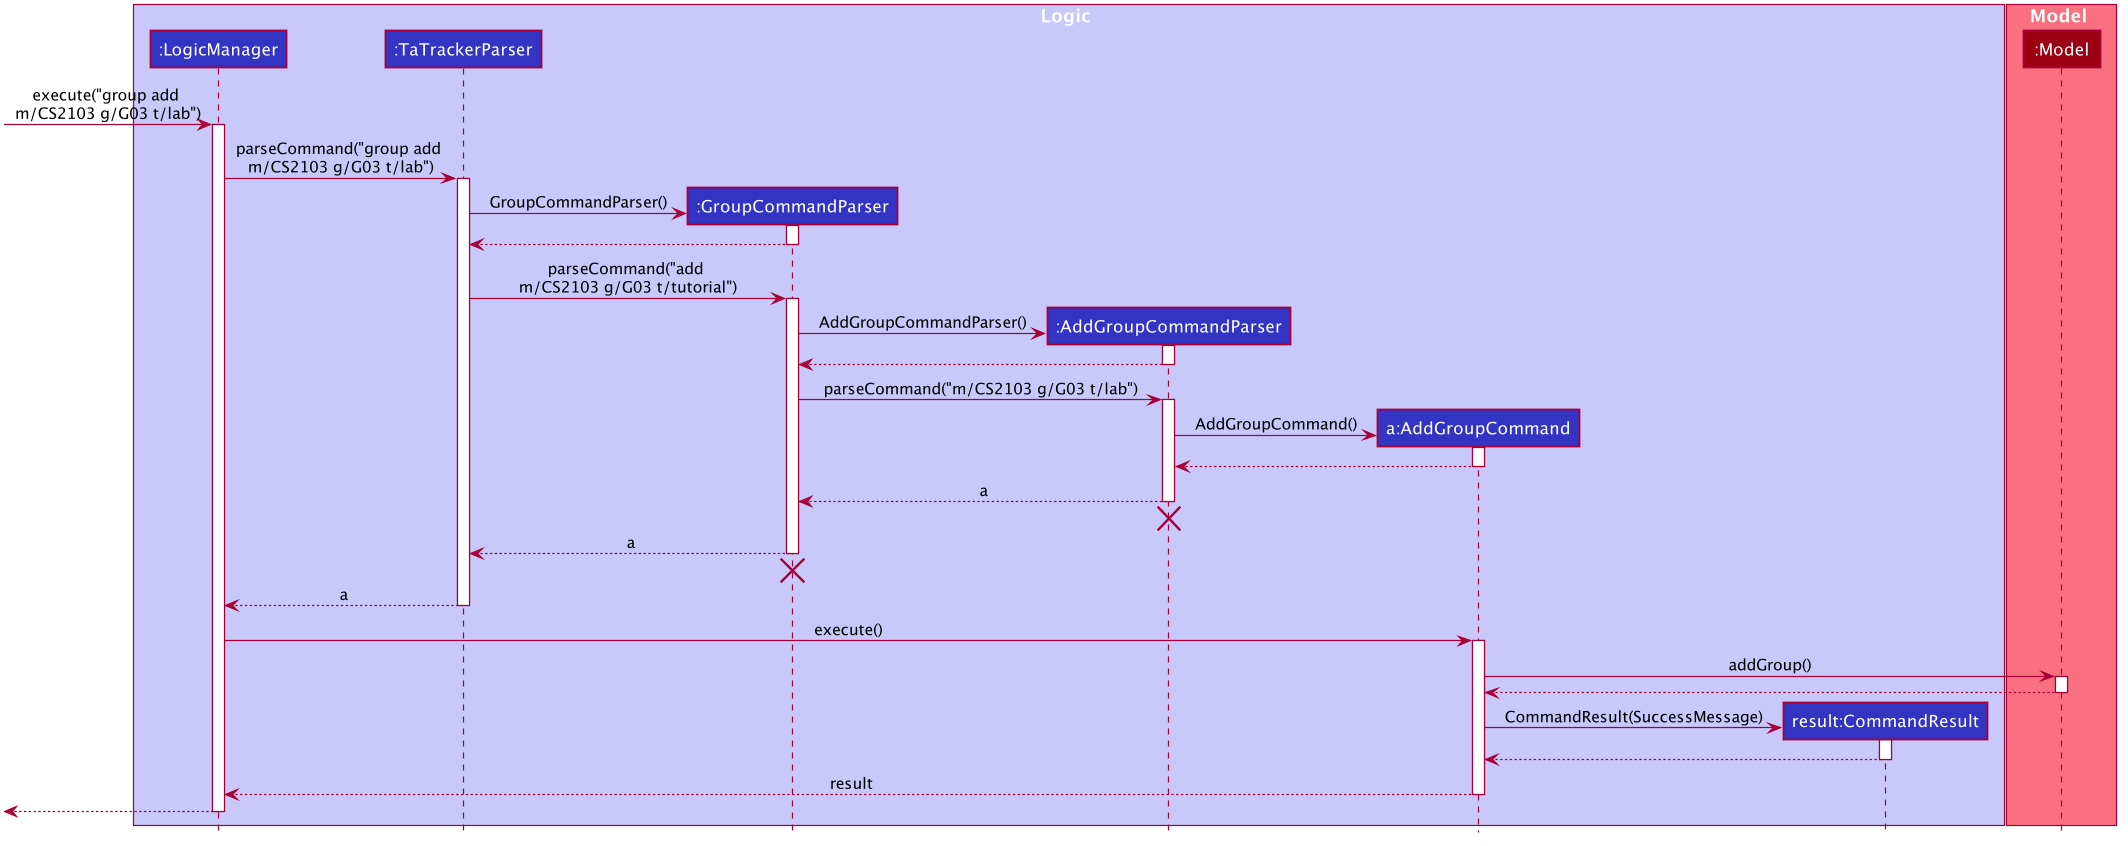 Logic
Model
:LogicManager
:TaTrackerParser
:Model
execute("group add
m/CS2103 g/G03 t/lab")
parseCommand("group add
m/CS2103 g/G03 t/lab")
GroupCommandParser()
:GroupCommandParser
parseCommand("add
m/CS2103 g/G03 t/tutorial")
AddGroupCommandParser()
:AddGroupCommandParser
parseCommand("m/CS2103 g/G03 t/lab")
AddGroupCommand()
a:AddGroupCommand
a
a
a
execute()
addGroup()
CommandResult(SuccessMessage)
result:CommandResult
result